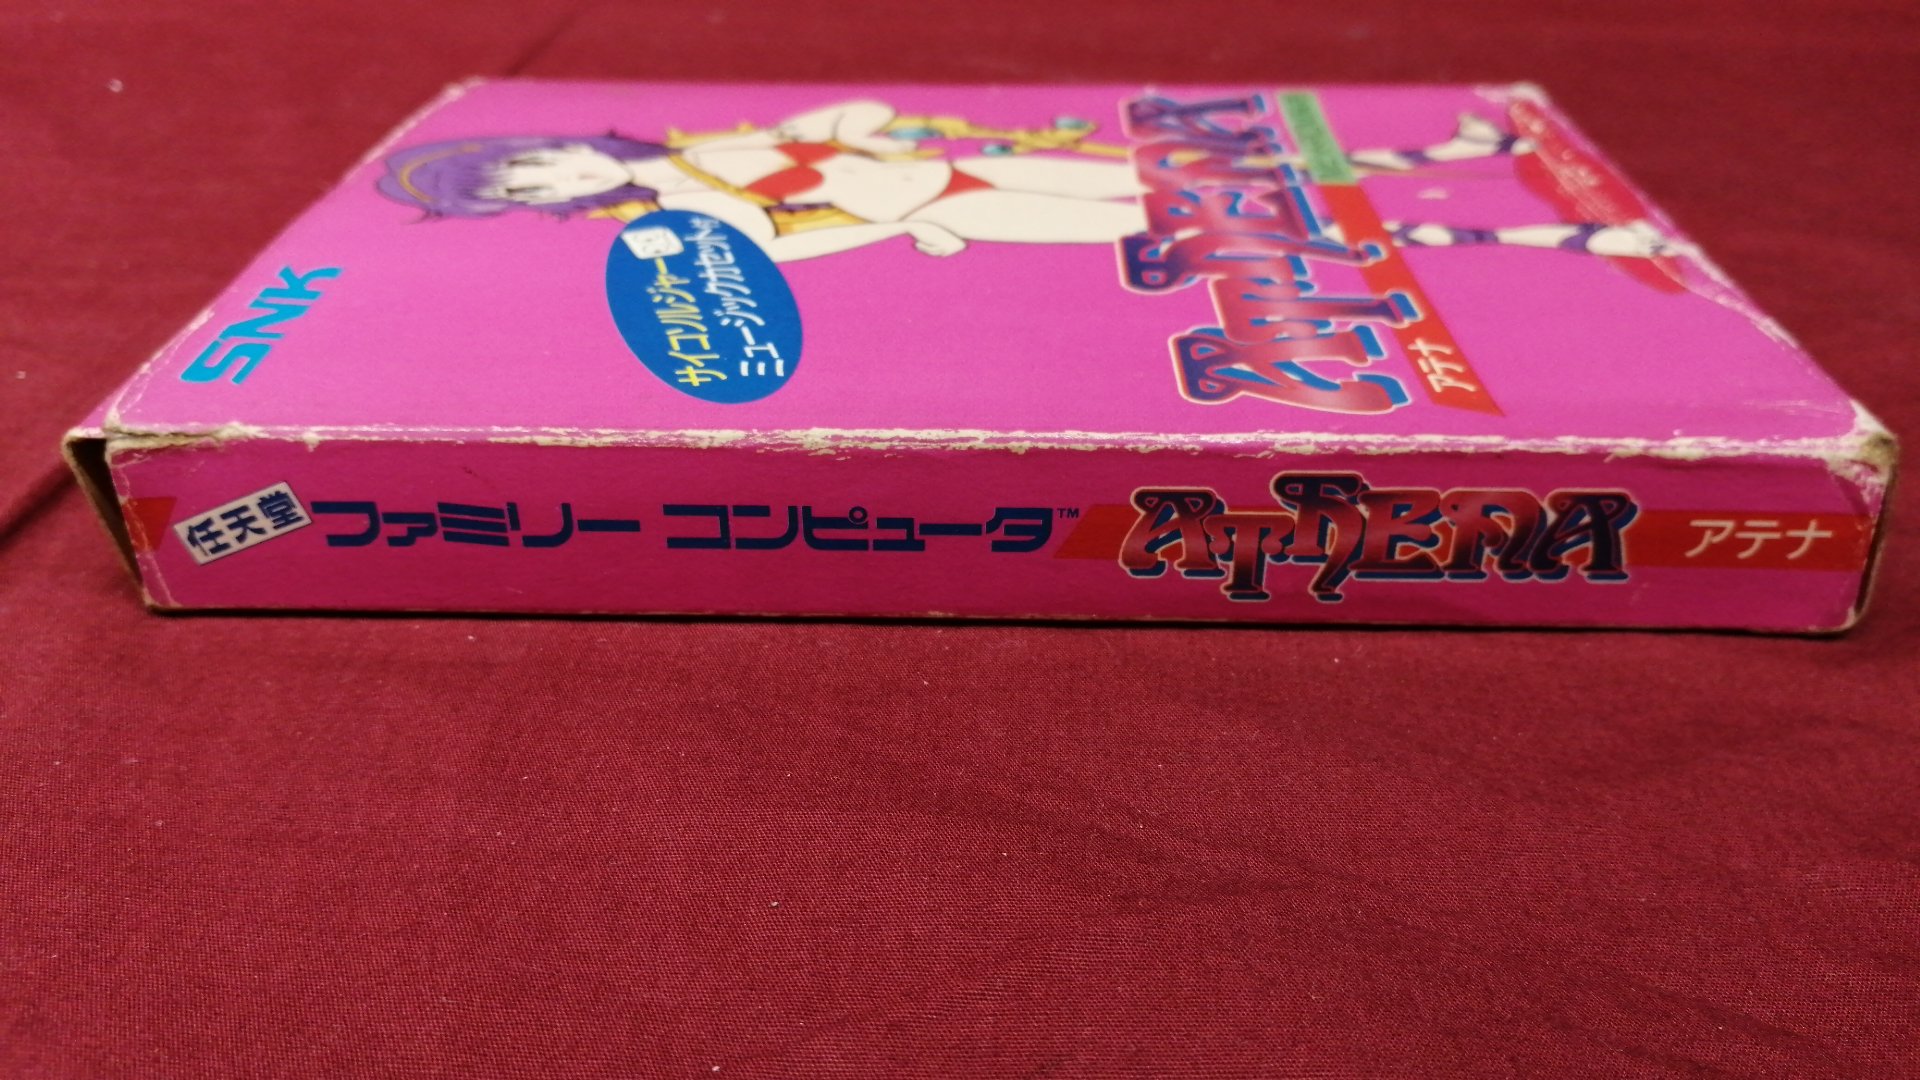 SNK
サイコソルジャー
ミュージックカセット付
ATHENA
アテナ
任天堂 ファミリー コンピュータ™ ATHENA アテナ